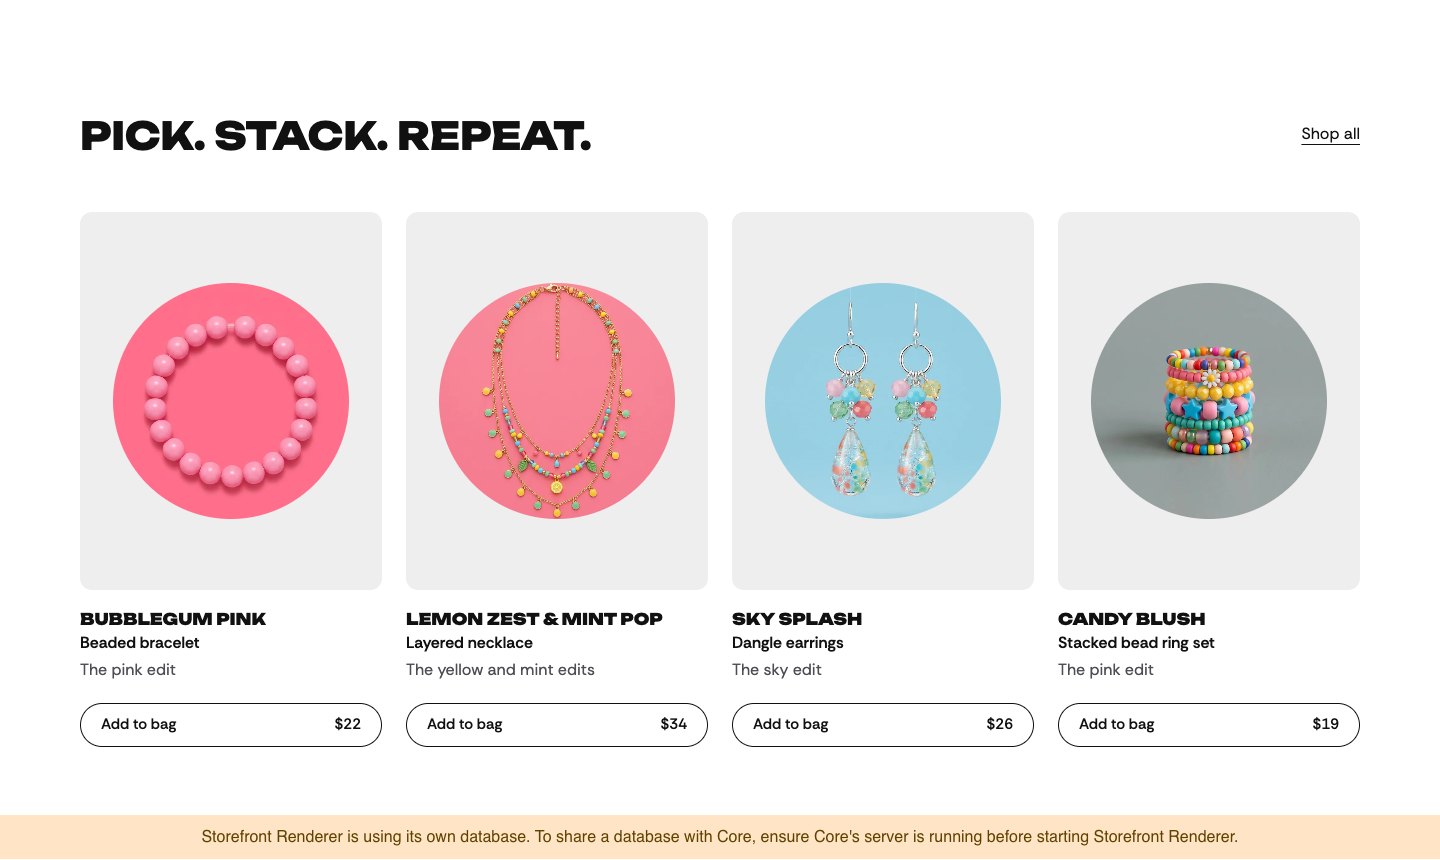 PICK. STACK. REPEAT.
Shop all
BUBBLEGUM PINK
Beaded bracelet
The pink edit
Add to bag $22
LEMON ZEST & MINT POP
Layered necklace
The yellow and mint edits
Add to bag $34
SKY SPLASH
Dangle earrings
The sky edit
Add to bag $26
CANDY BLUSH
Stacked bead ring set
The pink edit
Add to bag $19
Storefront Renderer is using its own database. To share a database with Core, ensure Core's server is running before starting Storefront Renderer.